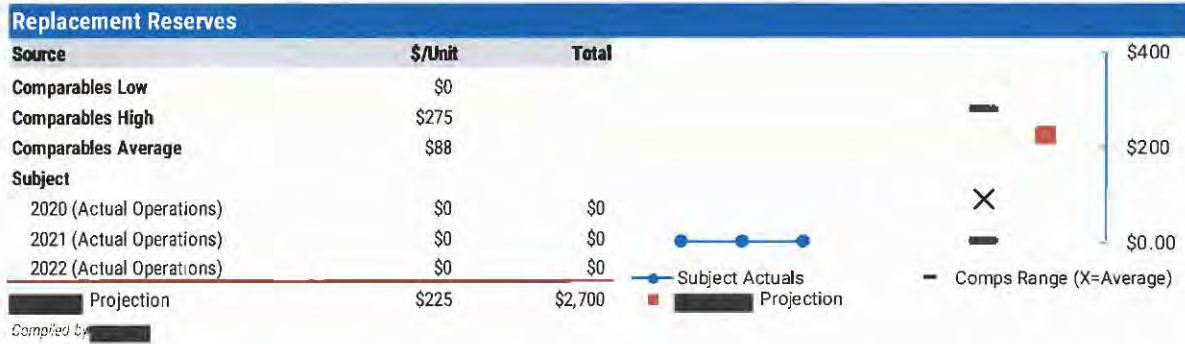 Replacement Reserves
Source $/Unit Total
Comparables Low $0
Comparables High $275
Comparables Average $88
Subject
2020 (Actual Operations) $0 $0
2021 (Actual Operations) $0 $0
2022 (Actual Operations) $0 $0
Projection $225 $2,700
Compiled by
$400
$200
$0.00
Subject Actuals
Projection
Comps Range (X=Average)